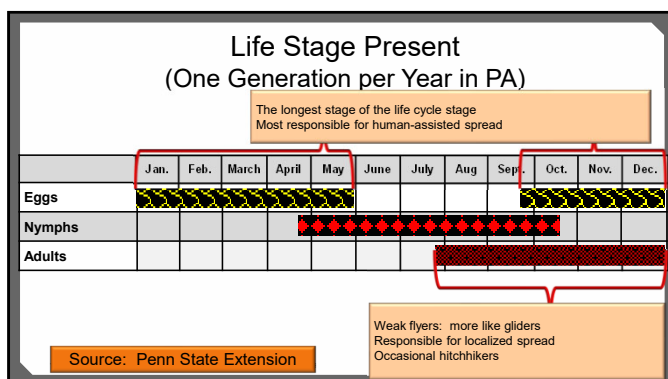 Life Stage Present
(One Generation per Year in PA)
The longest stage of the life cycle stage
Most responsible for human-assisted spread
Jan. Feb. March April May June July Aug Sept. Oct. Nov. Dec.
Eggs
Nymphs
Adults
Weak flyers: more like gliders
Responsible for localized spread
Occasional hitchhikers
Source: Penn State Extension